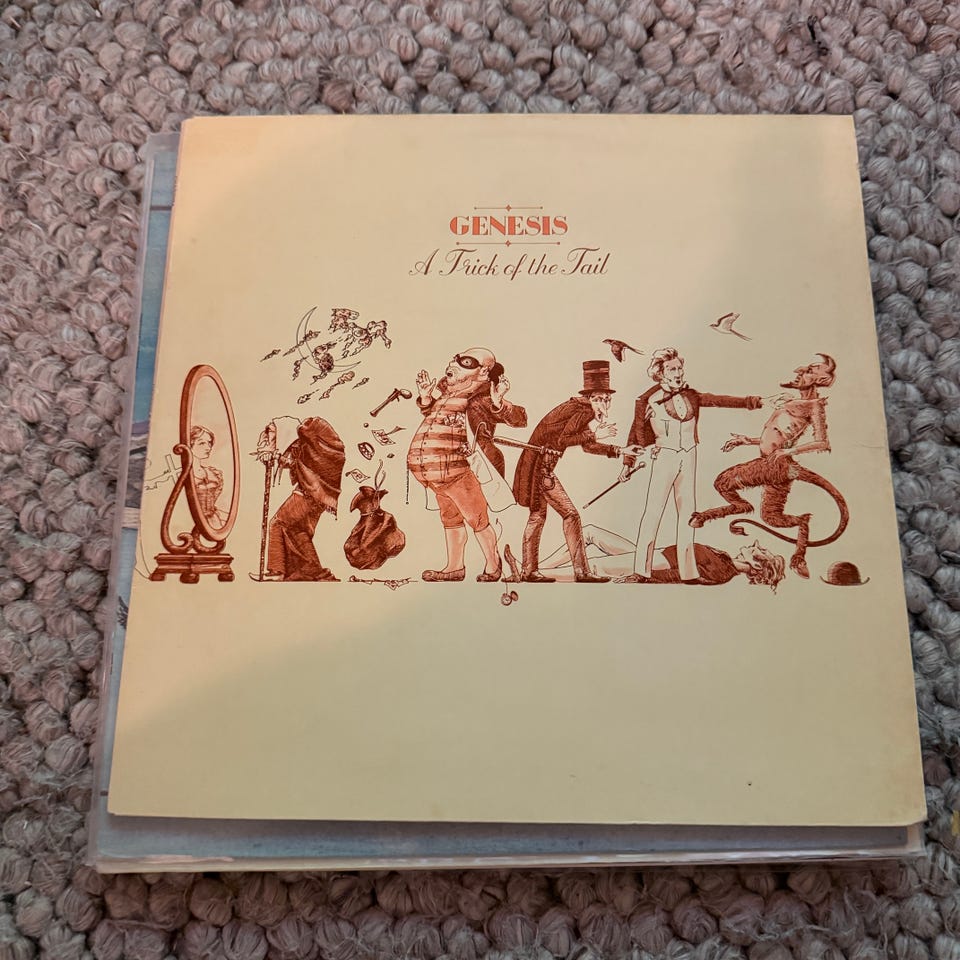 GENESIS
A Trick of the Tail